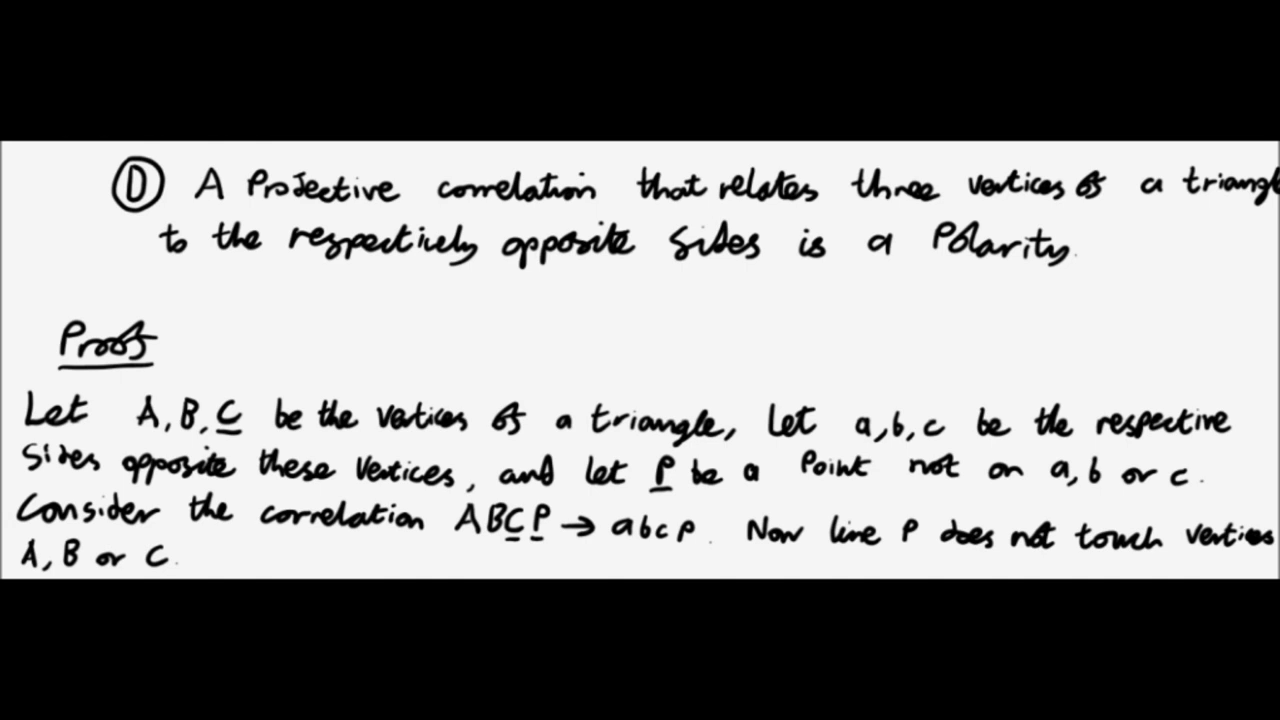 ① A Projective correlation that relates three vertices of a triangl
to the respectively opposite sides is a Polarity.
Proof
Let A, B, C be the vertices of a triangle, Let a, b, c be the respective
Sides opposite these vertices, and let P be a Point not on a, b or c.
Consider the correlation ABCP → abcp. Now line P does not touch vertices
A, B or C.